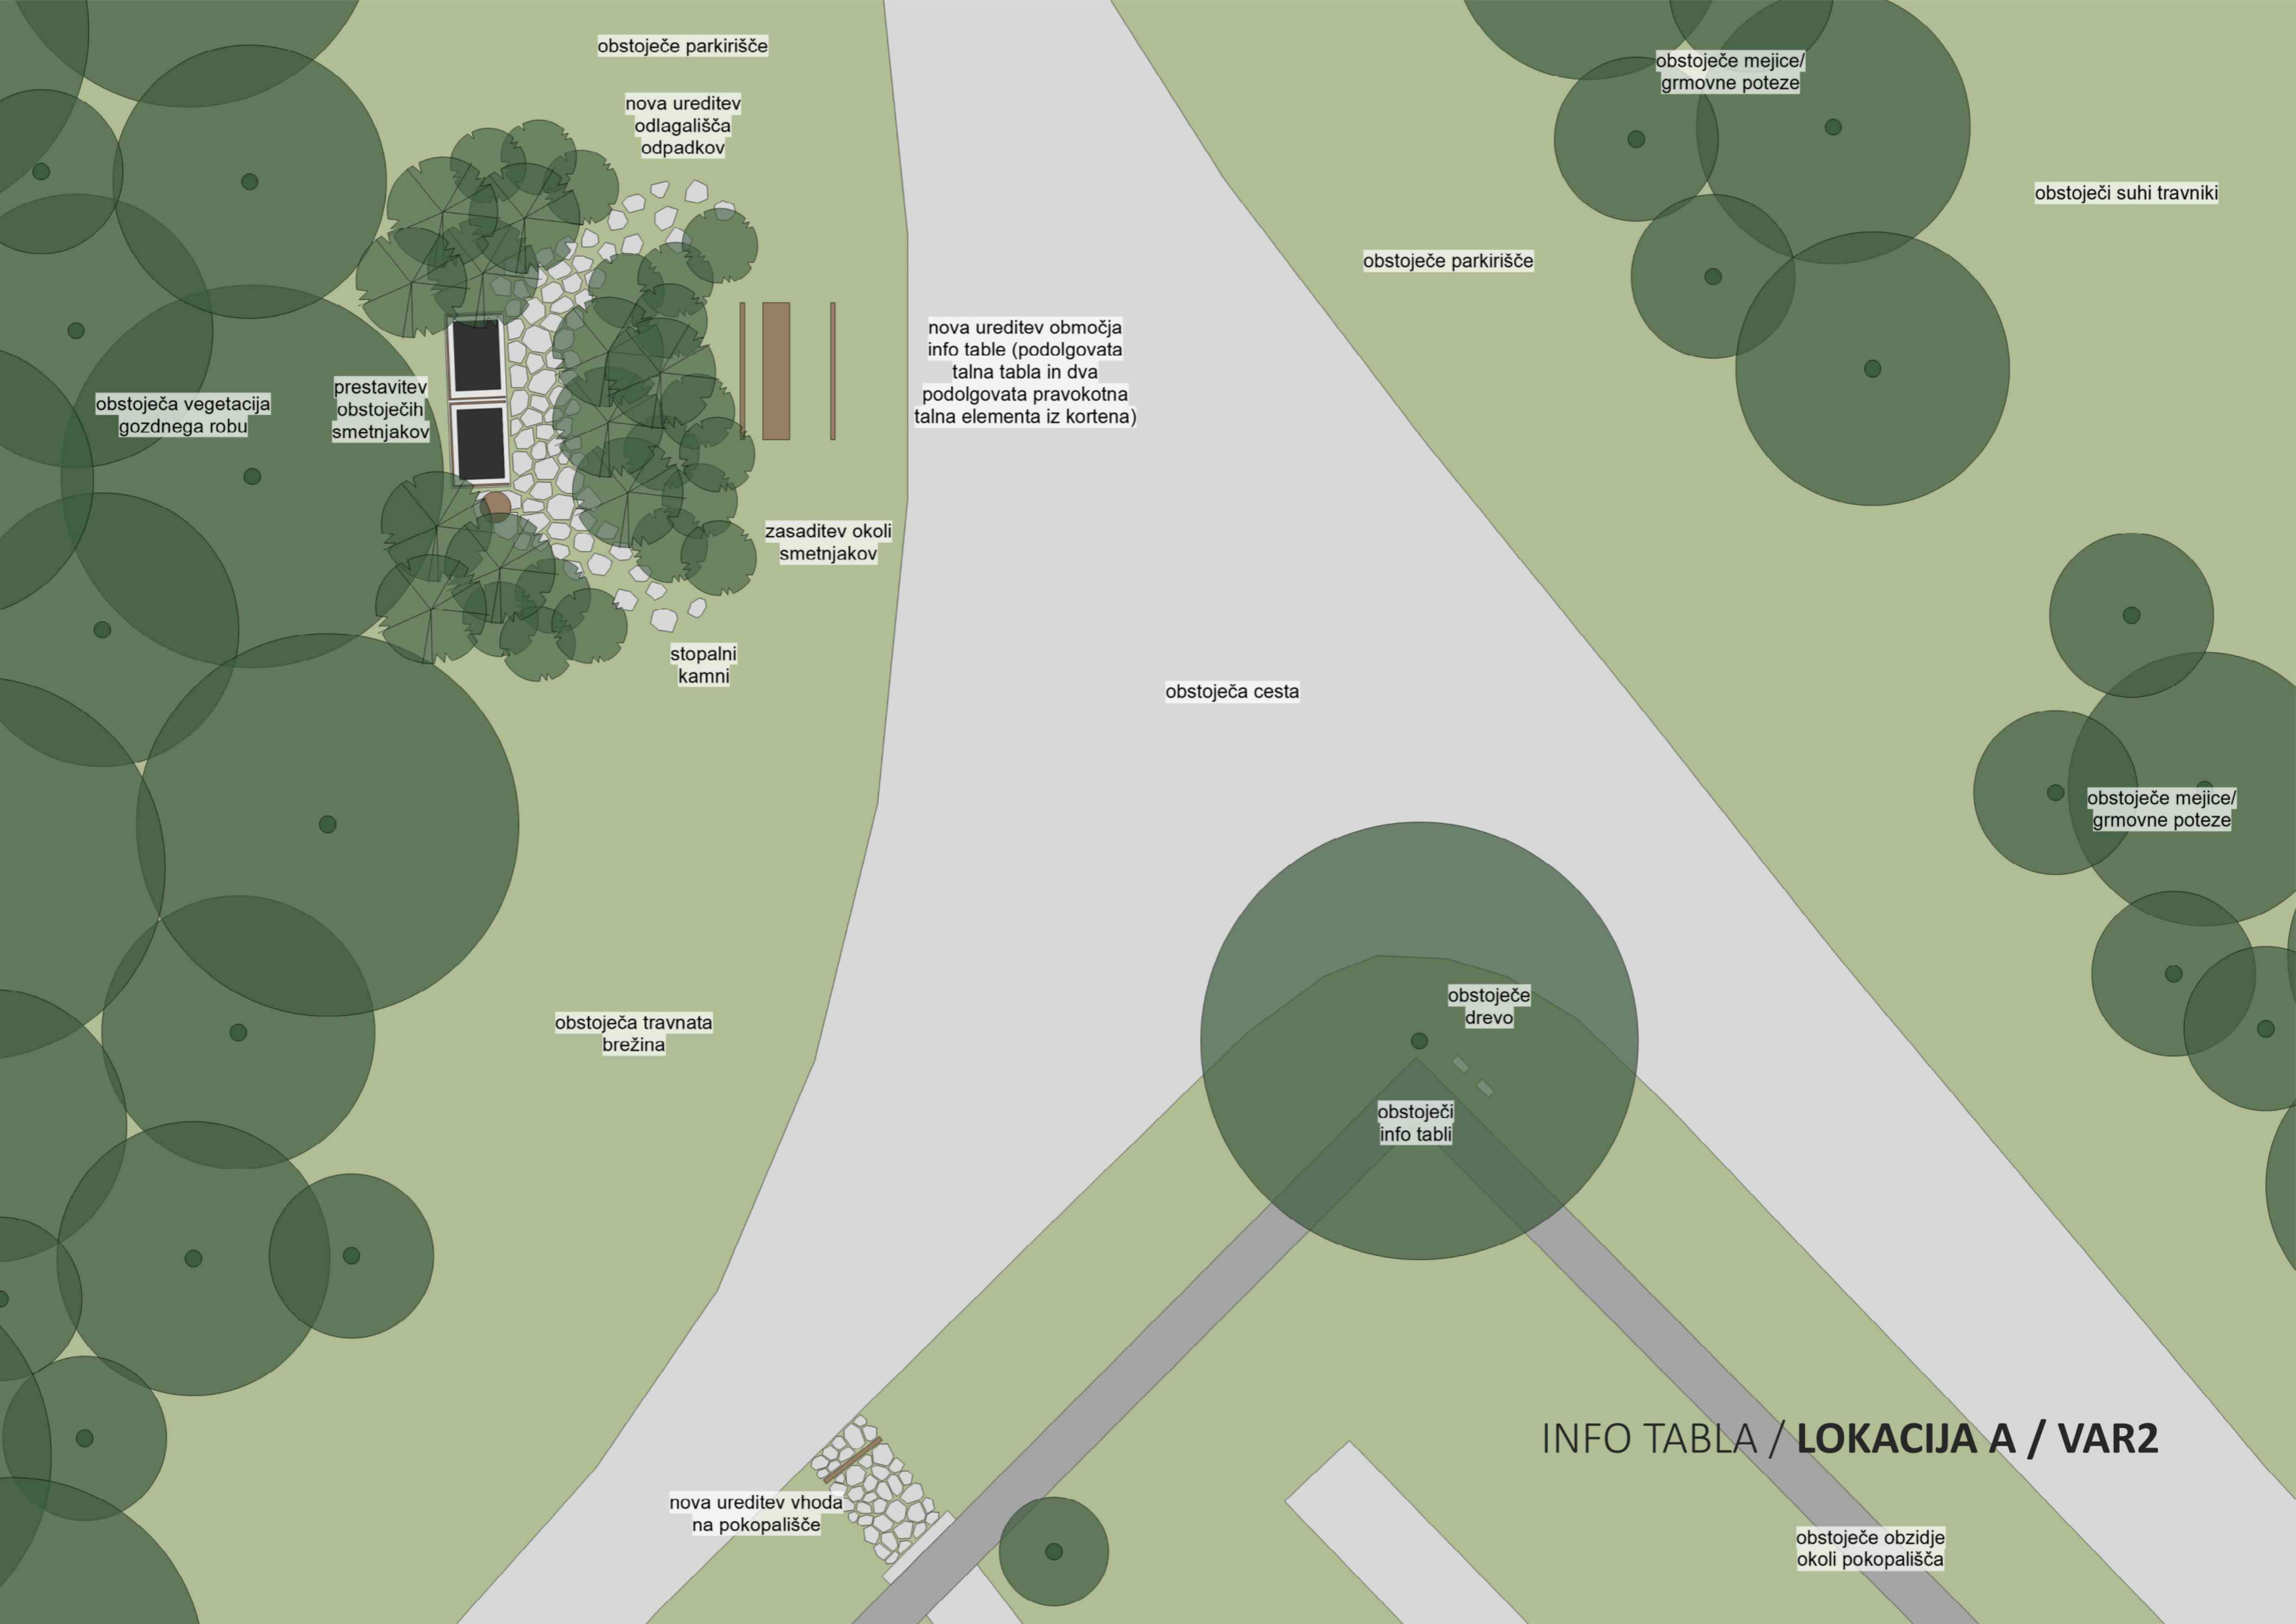 obstoječe parkirišče
nova ureditev
odlagališča
odpadkov
obstoječe mejice/
grmovne poteze
obstoječi suhi travniki
obstoječe parkirišče
nova ureditev območja
info table (podolgovata
talna tabla in dva
podolgovata pravokotna
talna elementa iz kortena)
prestavitev
obstoječih
smetnjakov
obstoječa vegetacija
gozdnega robu
zasaditev okoli
smetnjakov
stopalni
kamni
obstoječa cesta
obstoječe mejice/
grmovne poteze
obstoječe
drevo
obstoječa travnata
brežina
obstoječi
info tabli
INFO TABLA / LOKACIJA A / VAR2
nova ureditev vhoda
na pokopališče
obstoječe obzidje
okoli pokopališča